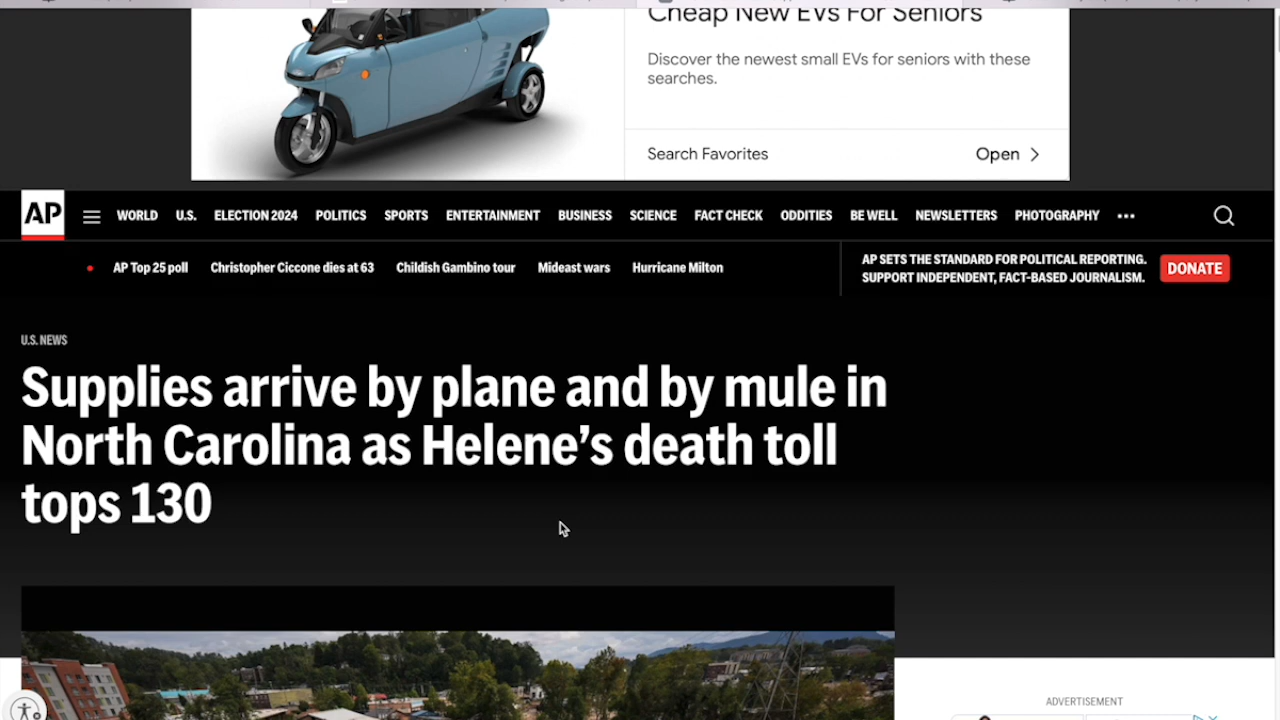 Cheap New EVs For Seniors
Discover the newest small EVs for seniors with these
searches.
Search Favorites
Open
AP
WORLD
U.S.
ELECTION 2024
POLITICS
SPORTS
ENTERTAINMENT
BUSINESS
SCIENCE
FACT CHECK
ODDITIES
BE WELL
NEWSLETTERS
PHOTOGRAPHY
AP Top 25 poll
Christopher Ciccone dies at 63
Childish Gambino tour
Mideast wars
Hurricane Milton
AP SETS THE STANDARD FOR POLITICAL REPORTING.
SUPPORT INDEPENDENT, FACT-BASED JOURNALISM.
DONATE
U.S. NEWS
Supplies arrive by plane and by mule in
North Carolina as Helene’s death toll
tops 130
ADVERTISEMENT